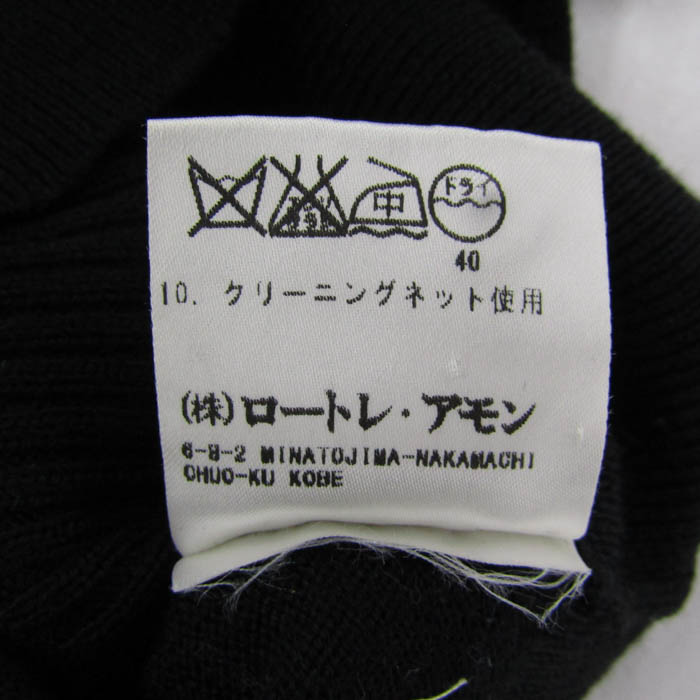 中 ドライ
40
10. クリーニングネット使用
(株)ロートレ・アモン
6-9-2 MINATOJIMA-NAKAMACHI
CHUO-KU KOBE